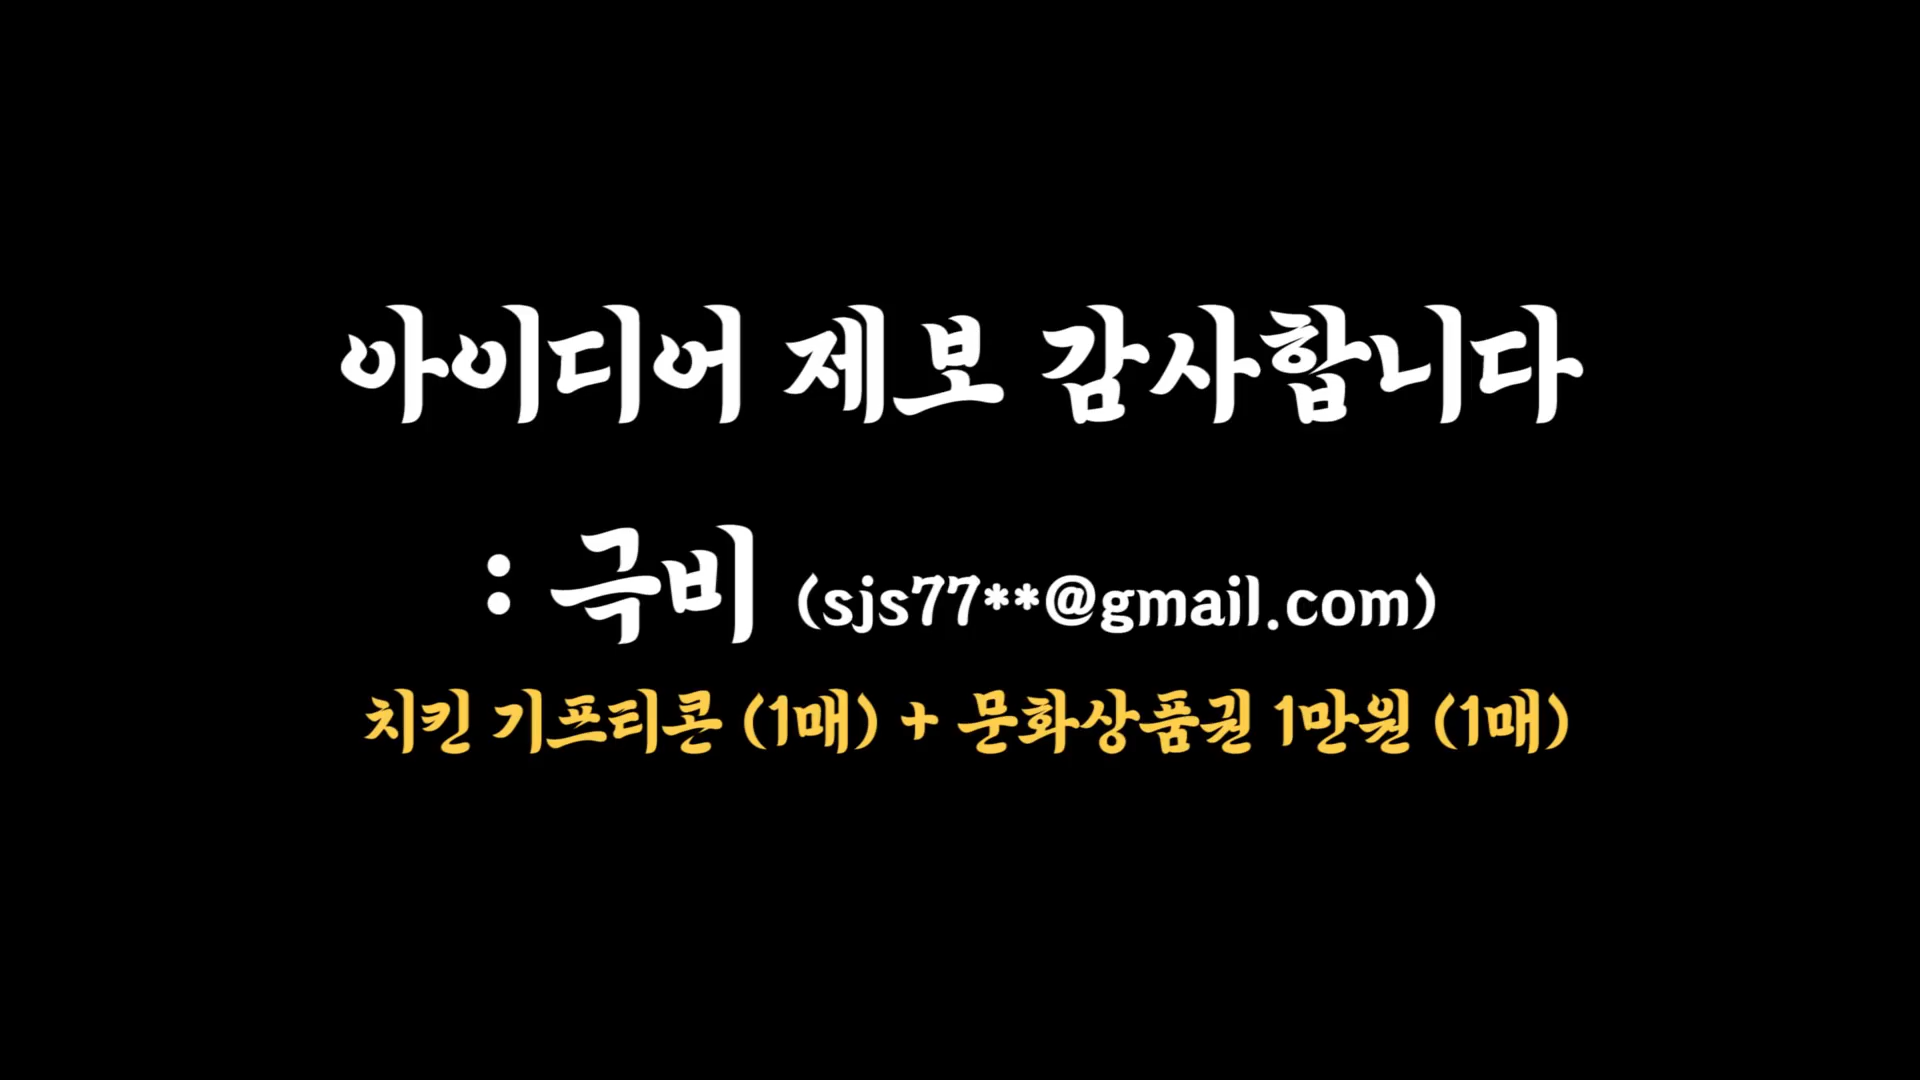 아이디어 제보 감사합니다
: 극비 (sjs77**@gmail.com)
치킨 기프티콘 (1매) + 문화상품권 1만원 (1매)